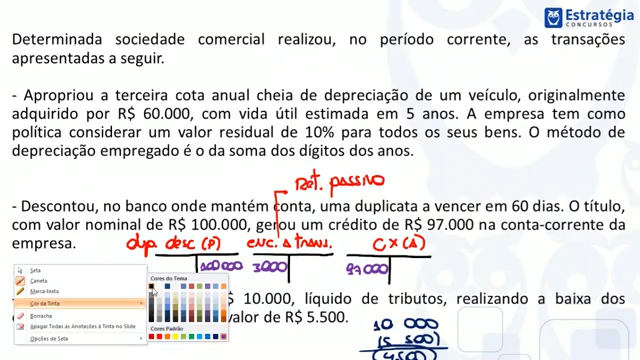 Estratégia
CONCURSOS
Determinada sociedade comercial realizou, no período corrente, as transações
apresentadas a seguir.
- Apropriou a terceira cota anual cheia de depreciação de um veículo, originalmente
adquirido por R$ 60.000, com vida útil estimada em 5 anos. A empresa tem como
política considerar um valor residual de 10% para todos os seus bens. O método de
depreciação empregado é o da soma dos dígitos dos anos.
Ret. PASSIVO
- Descontou, no banco onde mantém conta, uma duplicata a vencer em 60 dias. O título,
com valor nominal de R$ 100.000, gerou um crédito de R$ 97.000 na conta-corrente da
empresa.
dup. desc (P) enc. A trans. CX (A)
100000 3000 97000
Seta
Caneta
Marca-texto
Cor da Tinta
Borracha
Apagar Todas as Anotações à Tinta no Slide
Opções de Seta
Cores do Tema
Cores Padrão
R$ 10.000, líquido de tributos, realizando a baixa dos
valor de R$ 5.500.
10 000
(5 500)
(4500